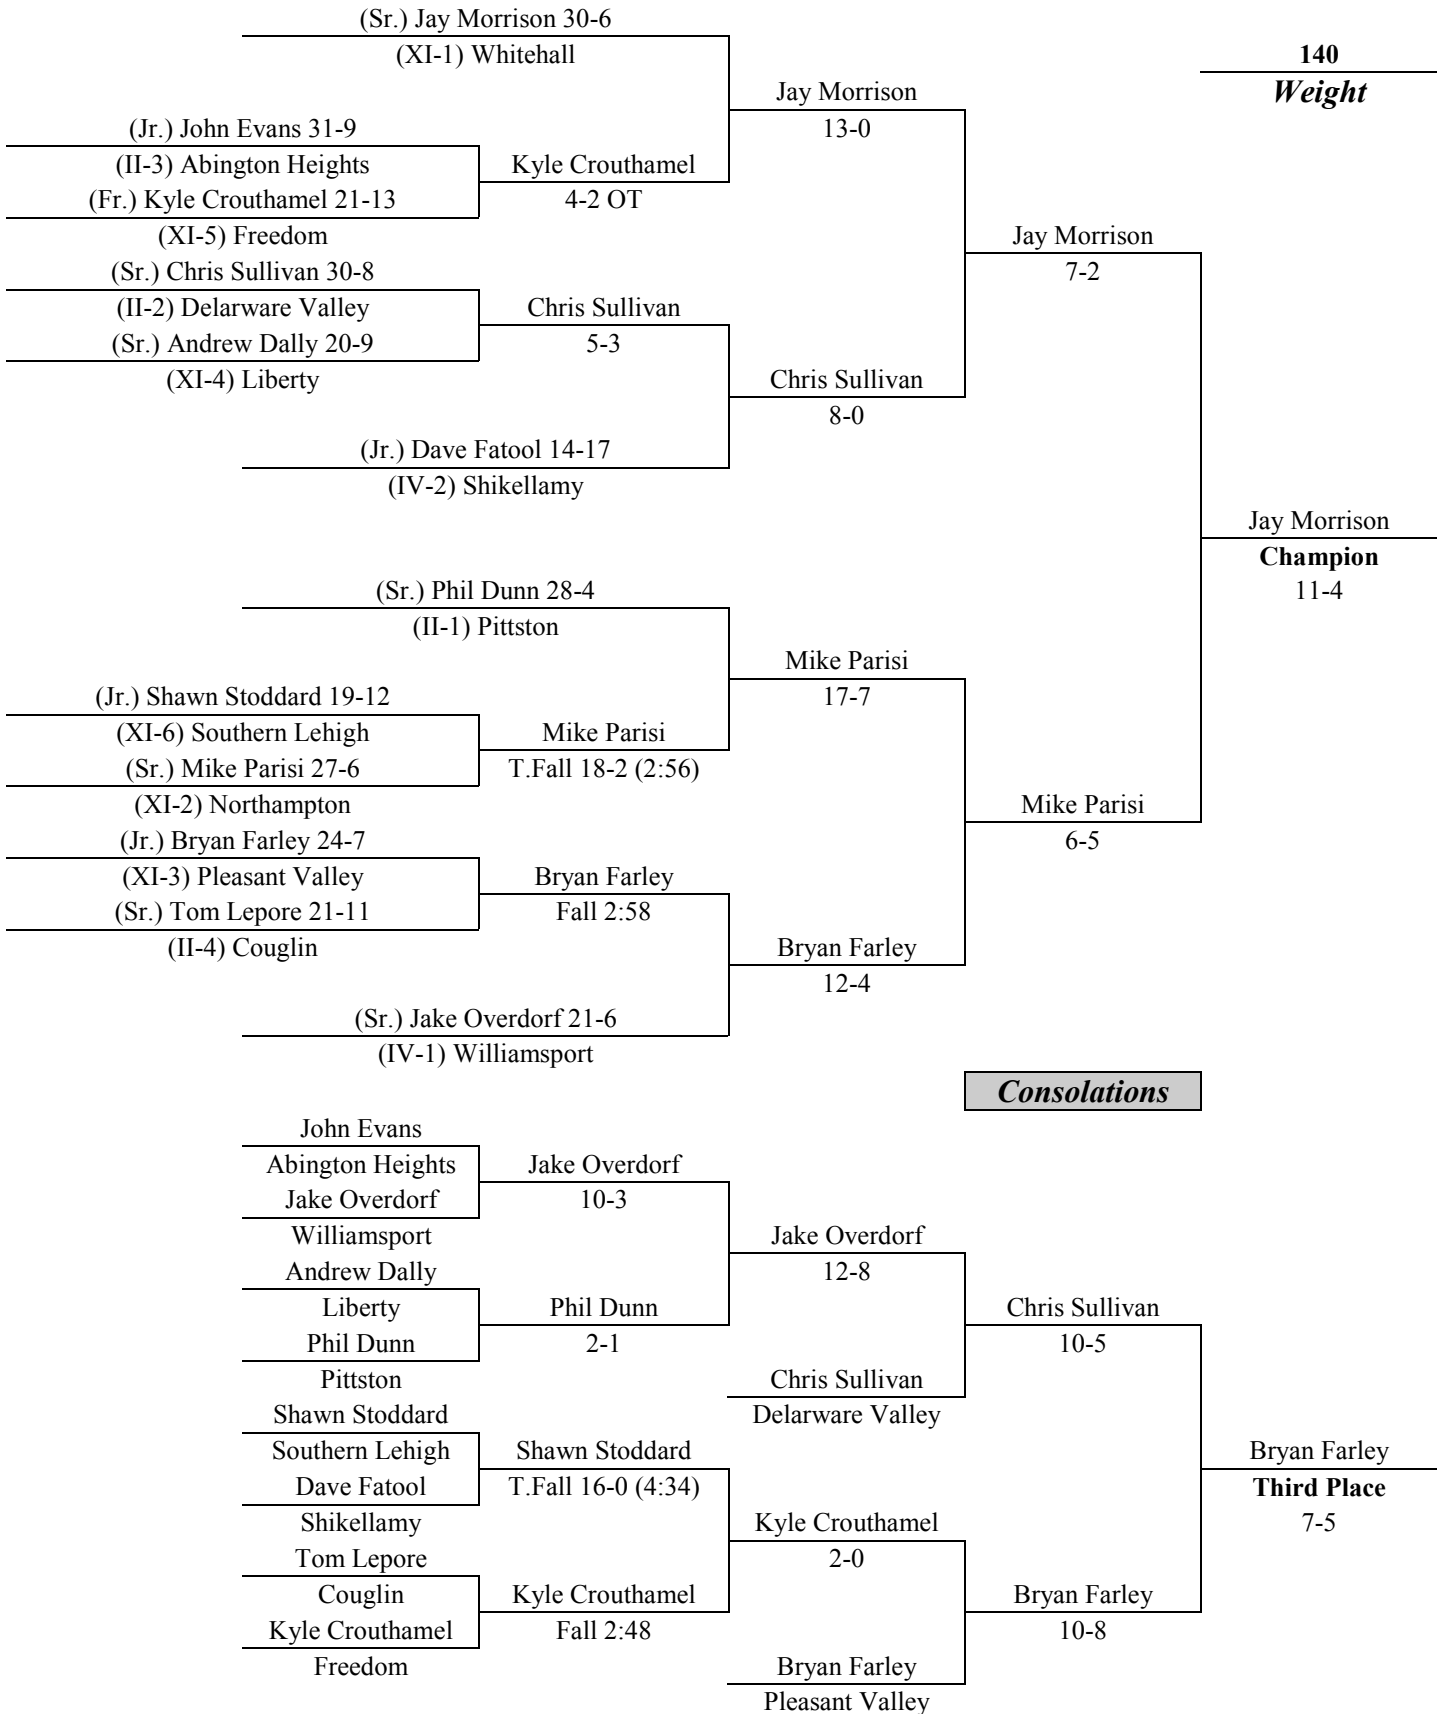 (Sr.) Jay Morrison 30-6
(XI-1) Whitehall
140
Weight
Jay Morrison
13-0
(Jr.) John Evans 31-9
(II-3) Abington Heights
Kyle Crouthamel
(Fr.) Kyle Crouthamel 21-13
4-2 OT
(XI-5) Freedom
Jay Morrison
(Sr.) Chris Sullivan 30-8
7-2
(II-2) Delarware Valley
Chris Sullivan
(Sr.) Andrew Dally 20-9
5-3
(XI-4) Liberty
Chris Sullivan
8-0
(Jr.) Dave Fatool 14-17
(IV-2) Shikellamy
Jay Morrison
Champion
11-4
(Sr.) Phil Dunn 28-4
(II-1) Pittston
Mike Parisi
17-7
(Jr.) Shawn Stoddard 19-12
(XI-6) Southern Lehigh
Mike Parisi
(Sr.) Mike Parisi 27-6
T.Fall 18-2 (2:56)
(XI-2) Northampton
Mike Parisi
(Jr.) Bryan Farley 24-7
6-5
(XI-3) Pleasant Valley
Bryan Farley
(Sr.) Tom Lepore 21-11
Fall 2:58
(II-4) Couglin
Bryan Farley
12-4
(Sr.) Jake Overdorf 21-6
(IV-1) Williamsport
Consolations
John Evans
Abington Heights
Jake Overdorf
Jake Overdorf
10-3
Williamsport
Jake Overdorf
Andrew Dally
12-8
Liberty
Phil Dunn
Chris Sullivan
Phil Dunn
2-1
10-5
Pittston
Chris Sullivan
Shawn Stoddard
Delarware Valley
Southern Lehigh
Shawn Stoddard
Bryan Farley
Dave Fatool
T.Fall 16-0 (4:34)
Third Place
Shikellamy
Kyle Crouthamel
7-5
Tom Lepore
2-0
Couglin
Kyle Crouthamel
Bryan Farley
Kyle Crouthamel
Fall 2:48
10-8
Freedom
Bryan Farley
Pleasant Valley